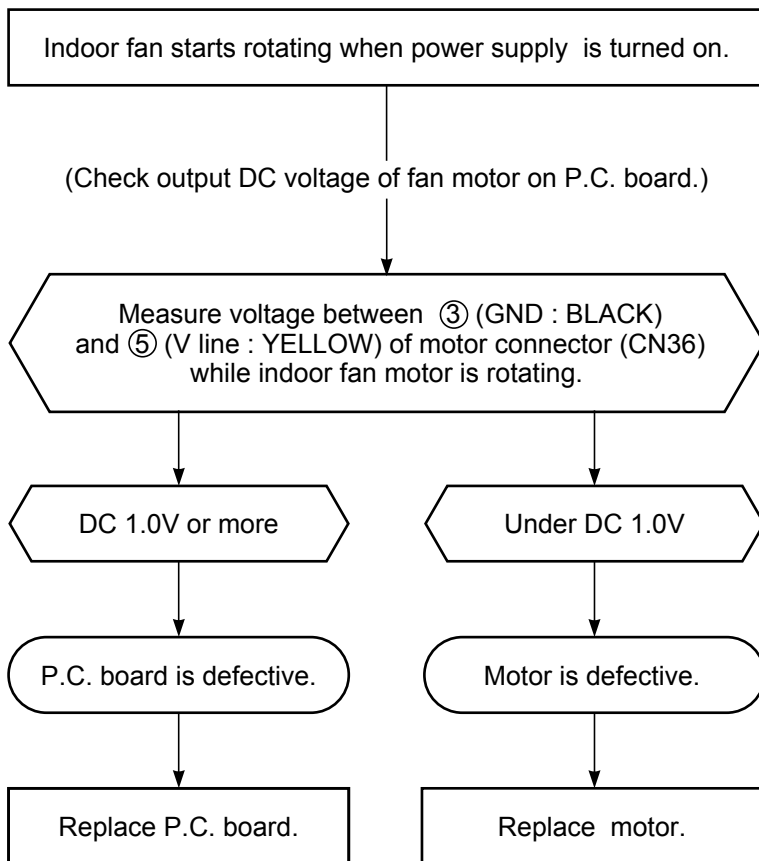 Indoor fan starts rotating when power supply is turned on.
(Check output DC voltage of fan motor on P.C. board.)
Measure voltage between ③ (GND : BLACK)
and ⑤ (V line : YELLOW) of motor connector (CN36)
while indoor fan motor is rotating.
DC 1.0V or more
Under DC 1.0V
P.C. board is defective.
Motor is defective.
Replace P.C. board.
Replace motor.